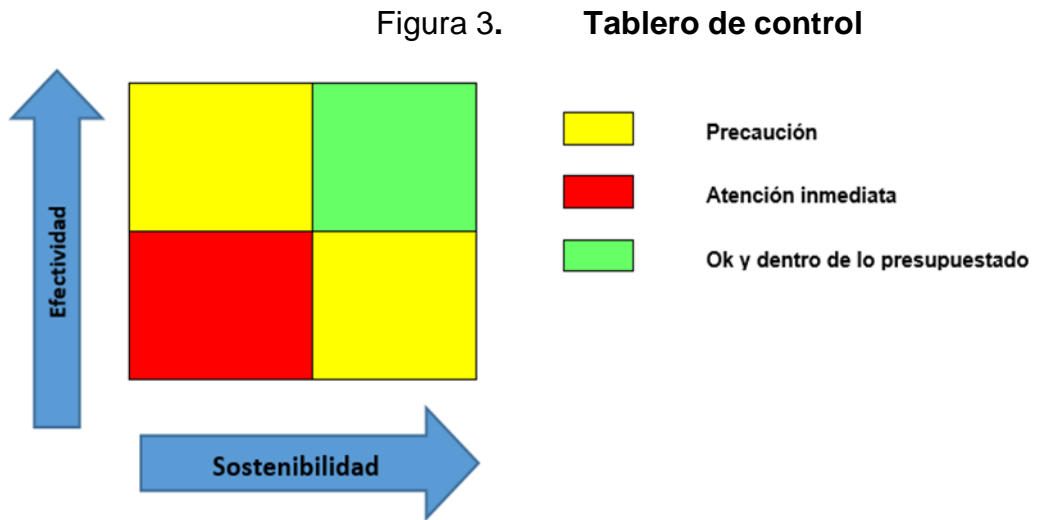 Figura 3. Tablero de control
Efectividad
Precaución
Atención inmediata
Ok y dentro de lo presupuestado
Sostenibilidad